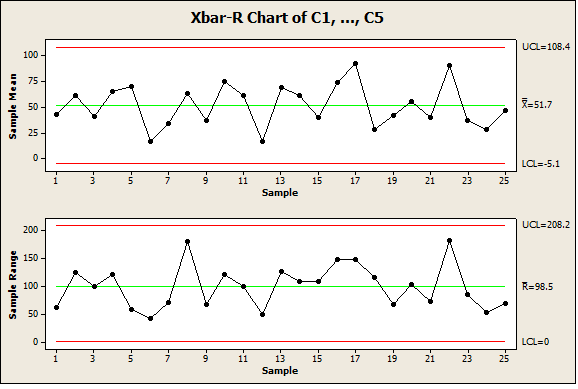 Xbar-R Chart of C1, ..., C5
UCL=108.4
100
75
Sample Mean
50
X̿=51.7
25
0
LCL=-5.1
1 3 5 7 9 11 13 15 17 19 21 23 25
Sample
UCL=208.2
200
150
Sample Range
100
R̅=98.5
50
0
LCL=0
1 3 5 7 9 11 13 15 17 19 21 23 25
Sample